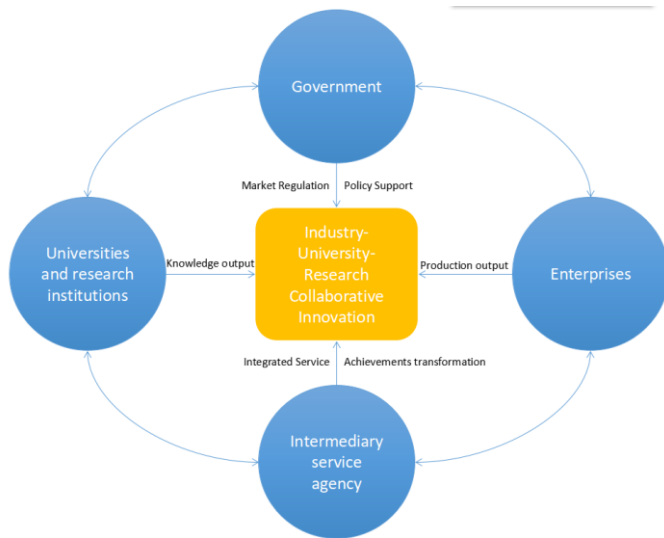 Government
Market Regulation
Policy Support
Universities
and research
institutions
Knowledge output
Industry-
University-
Research
Collaborative
Innovation
Production output
Enterprises
Integrated Service
Achievements transformation
Intermediary
service
agency